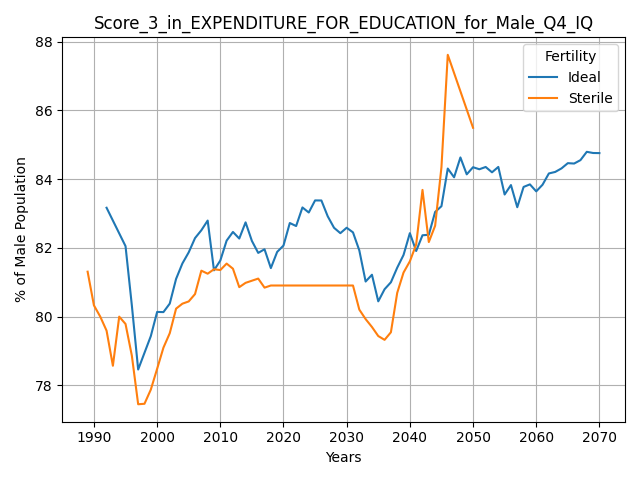 Score_3_in_EXPENDITURE_FOR_EDUCATION_for_Male_Q4_IQ
88
86
84
82
80
78
% of Male Population
Fertility
Ideal
Sterile
1990 2000 2010 2020 2030 2040 2050 2060 2070
Years